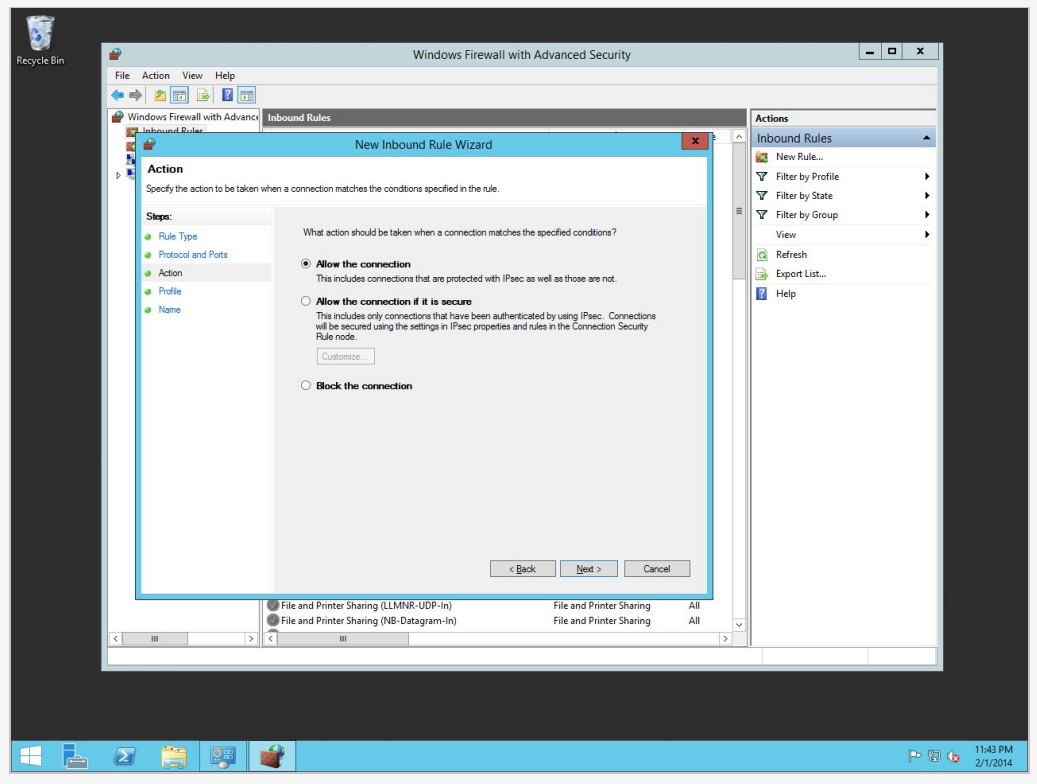 Recycle Bin
Windows Firewall with Advanced Security
File Action View Help
Windows Firewall with Advance
Inbound Rules
Actions
Inbound Rules
Inbound Rules
New Rule...
Filter by Profile
Filter by State
Filter by Group
View
Refresh
Export List...
Help
New Inbound Rule Wizard
Action
Specify the action to be taken when a connection matches the conditions specified in the rule.
Steps:
Rule Type
Protocol and Ports
Action
Profile
Name
What action should be taken when a connection matches the specified conditions?
Allow the connection
This includes connections that are protected with IPsec as well as those are not.
Allow the connection if it is secure
This includes only connections that have been authenticated by using IPsec. Connections
will be secured using the settings in IPsec properties and rules in the Connection Security
Rule node.
Customize...
Block the connection
< Back Next > Cancel
File and Printer Sharing (LLMNR-UDP-In) File and Printer Sharing All
File and Printer Sharing (NB-Datagram-In) File and Printer Sharing All
11:43 PM
2/1/2014